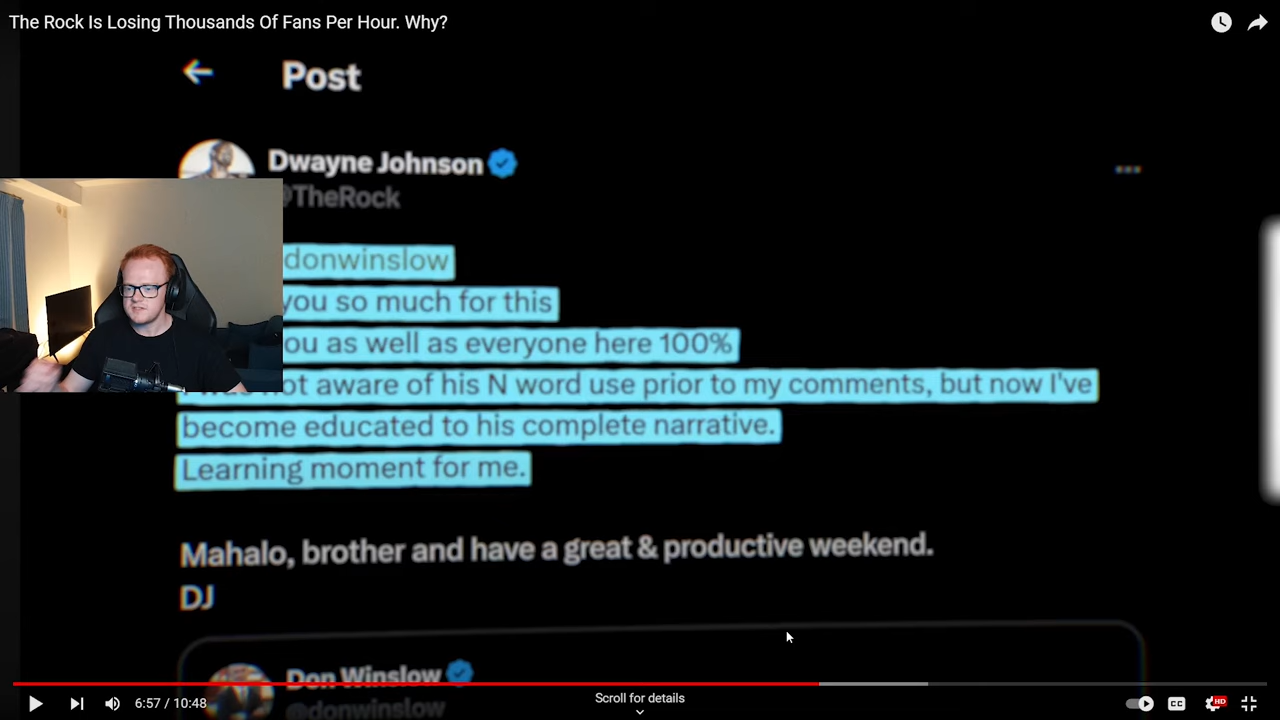 The Rock Is Losing Thousands Of Fans Per Hour. Why?
Post
Dwayne Johnson
@TheRock
donwinslow
you so much for this
ou as well as everyone here 100%
ot aware of his N word use prior to my comments, but now I've
become educated to his complete narrative.
Learning moment for me.
Mahalo, brother and have a great & productive weekend.
DJ
Don Winslow
@donwinslow
6:57 / 10:48
Scroll for details
CC
HD